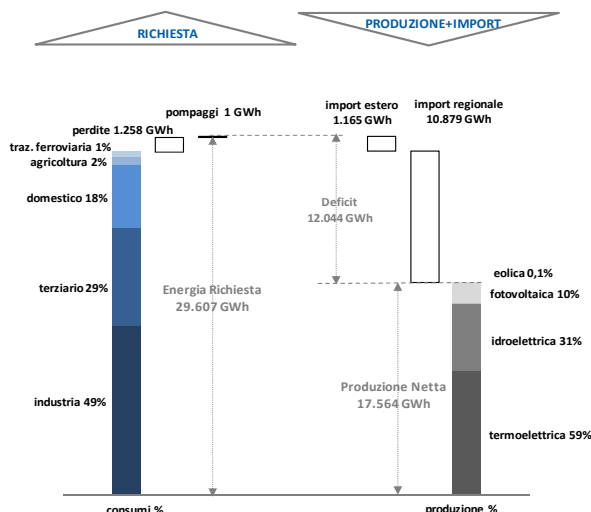 RICHIESTA
PRODUZIONE+IMPORT
pompaggi 1 GWh
perdite 1.258 GWh
traz. ferroviaria 1%
agricoltura 2%
domestico 18%
terziario 29%
industria 49%
Energia Richiesta
29.607 GWh
import estero
1.165 GWh
import regionale
10.879 GWh
Deficit
12.044 GWh
eolica 0,1%
fotovoltaica 10%
idroelettrica 31%
Produzione Netta
17.564 GWh
termoelettrica 59%
consumi %
produzione %